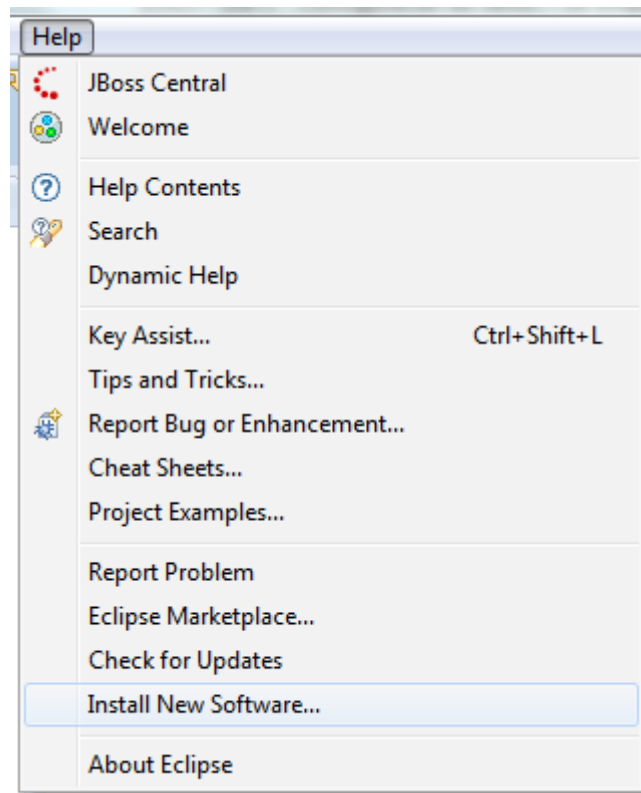 Help
JBoss Central
Welcome
Help Contents
Search
Dynamic Help
Key Assist... Ctrl+Shift+L
Tips and Tricks...
Report Bug or Enhancement...
Cheat Sheets...
Project Examples...
Report Problem
Eclipse Marketplace...
Check for Updates
Install New Software...
About Eclipse